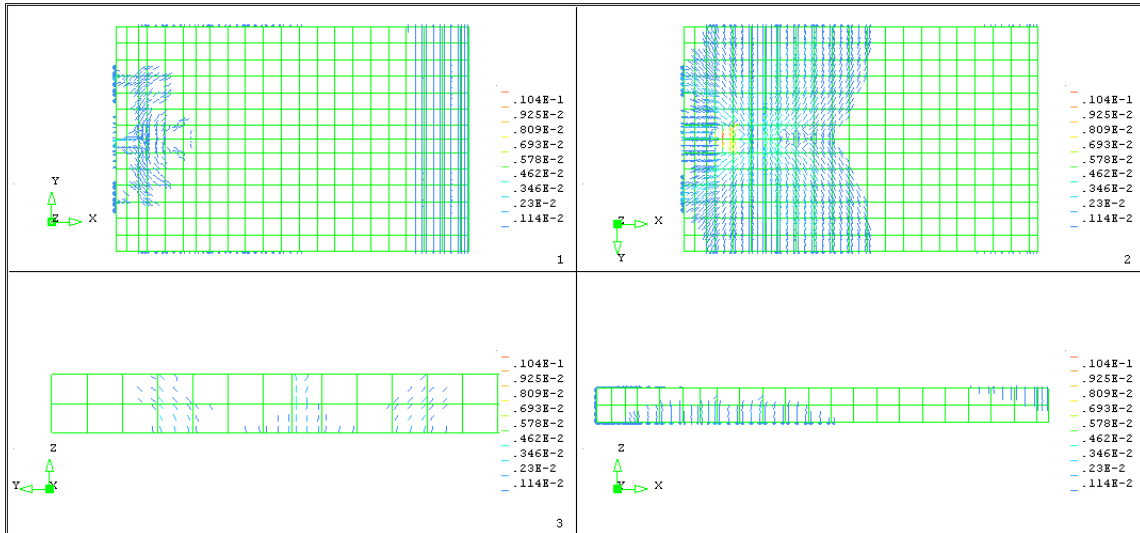 .104E-1
.925E-2
.809E-2
.693E-2
.578E-2
.462E-2
.346E-2
.23E-2
.114E-2
Y
Z X
1
.104E-1
.925E-2
.809E-2
.693E-2
.578E-2
.462E-2
.346E-2
.23E-2
.114E-2
Z X
Y
2
.104E-1
.925E-2
.809E-2
.693E-2
.578E-2
.462E-2
.346E-2
.23E-2
.114E-2
Z
Y X
3
.104E-1
.925E-2
.809E-2
.693E-2
.578E-2
.462E-2
.346E-2
.23E-2
.114E-2
Z
Y X